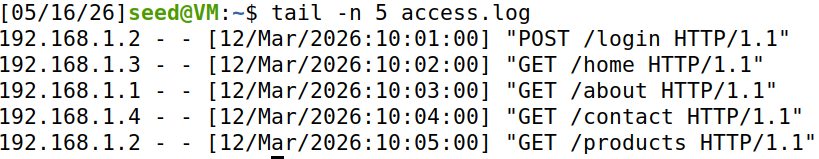 [05/16/26]seed@VM:~$ tail -n 5 access.log
192.168.1.2 - - [12/Mar/2026:10:01:00] "POST /login HTTP/1.1"
192.168.1.3 - - [12/Mar/2026:10:02:00] "GET /home HTTP/1.1"
192.168.1.1 - - [12/Mar/2026:10:03:00] "GET /about HTTP/1.1"
192.168.1.4 - - [12/Mar/2026:10:04:00] "GET /contact HTTP/1.1"
192.168.1.2 - - [12/Mar/2026:10:05:00] "GET /products HTTP/1.1"